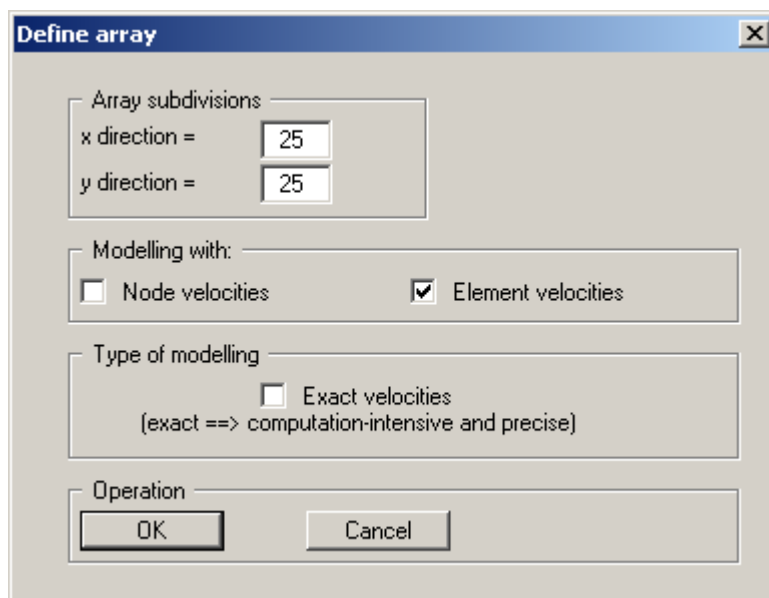 Define array
Array subdivisions
x direction = 25
y direction = 25
Modelling with:
Node velocities Element velocities
Type of modelling
Exact velocities
(exact ==> computation-intensive and precise)
Operation
OK Cancel